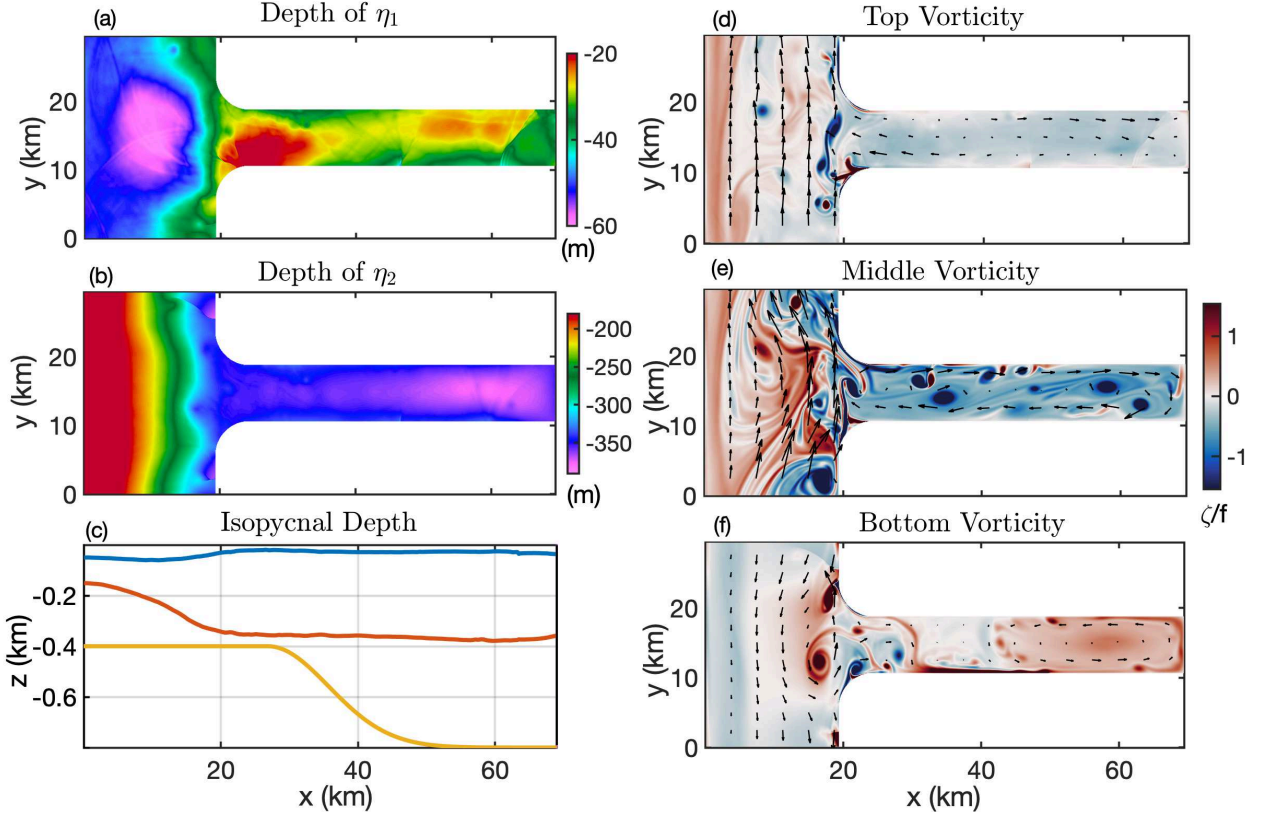 (a) Depth of η1
20
10
0
y (km)
-20
-40
-60
(m)
(b) Depth of η2
20
10
0
y (km)
-200
-250
-300
-350
(m)
(c) Isopycnal Depth
-0.2
-0.4
-0.6
z (km)
20 40 60
x (km)
(d) Top Vorticity
20
10
0
y (km)
(e) Middle Vorticity
20
10
0
y (km)
1
0
-1
ζ/f
(f) Bottom Vorticity
20
10
0
y (km)
20 40 60
x (km)